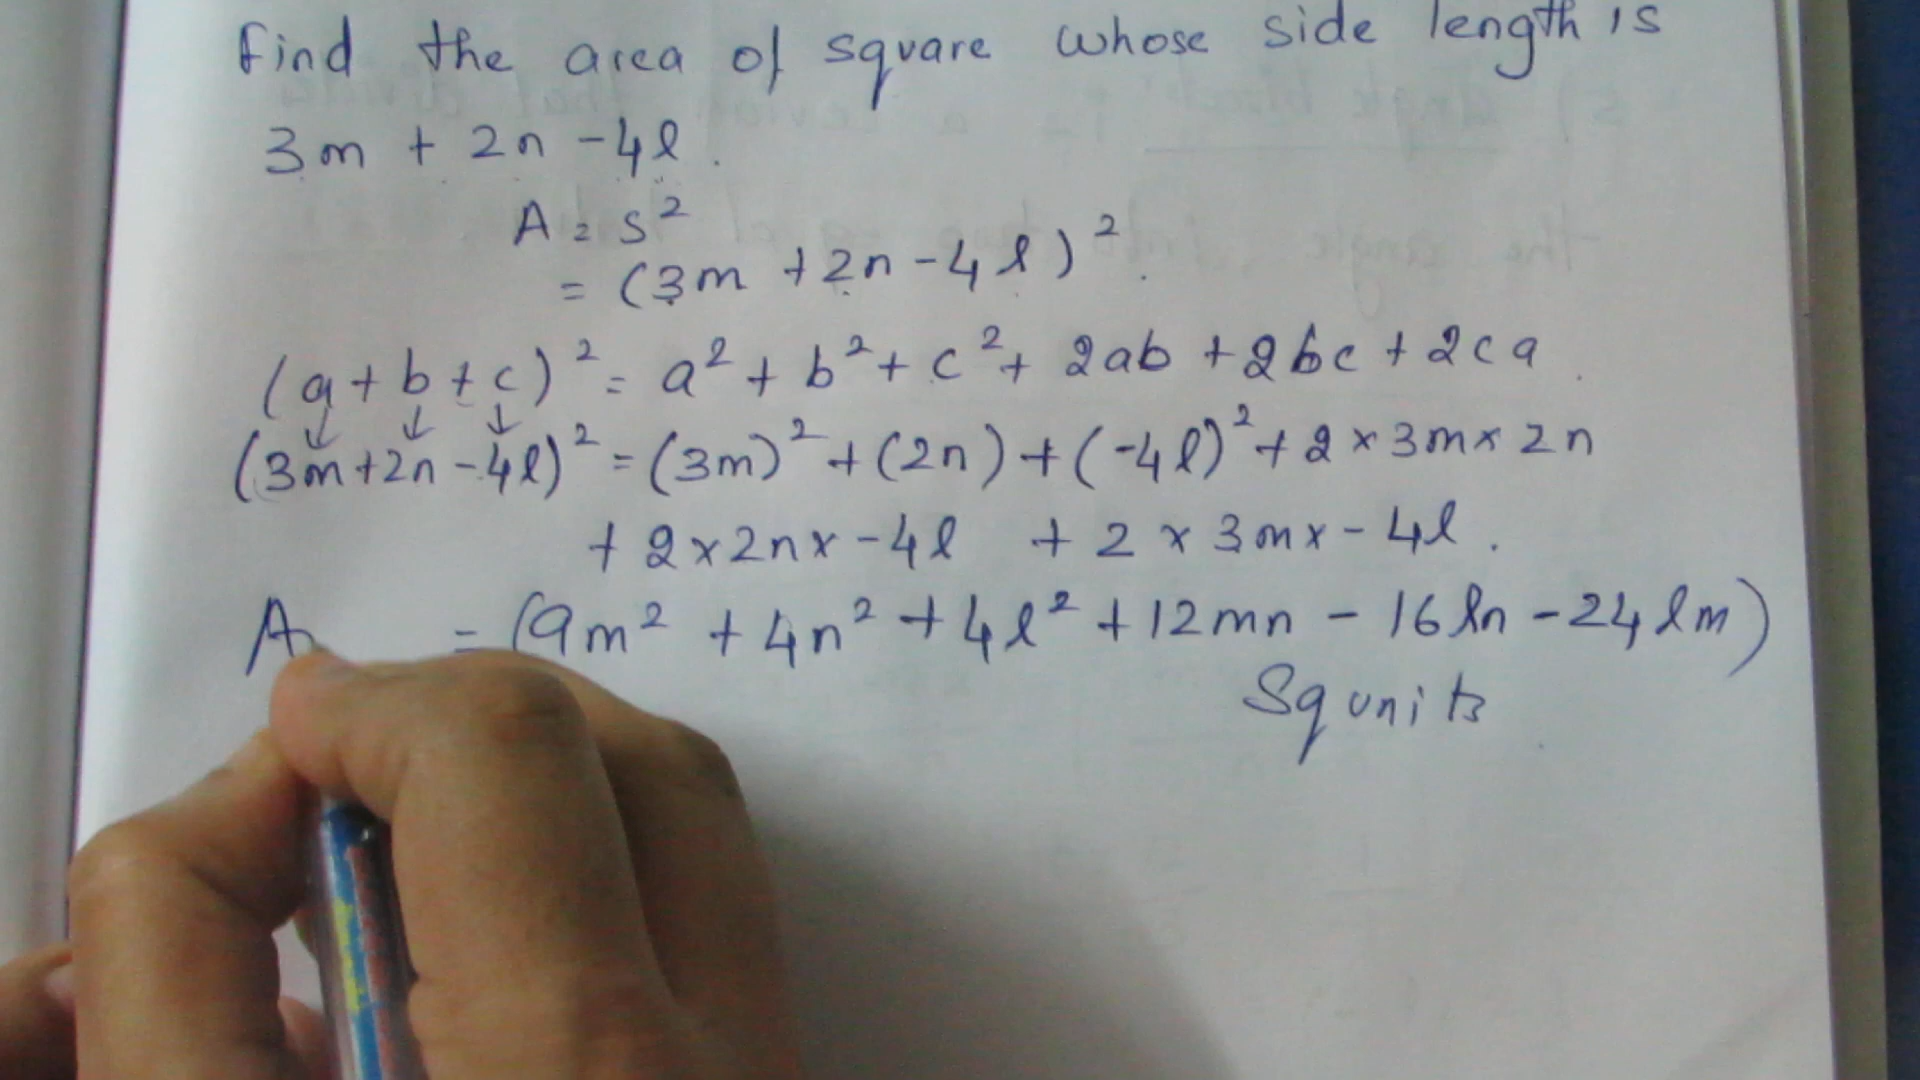 Find the area of square whose side length is
3m + 2n - 4l.
A = s²
= (3m + 2n - 4l)².
(a + b + c)² = a² + b² + c² + 2ab + 2bc + 2ca.
(3m + 2n - 4l)² = (3m)² + (2n) + (-4l)² + 2 × 3m × 2n
+ 2 × 2n × - 4l + 2 × 3m × - 4l.
A = (9m² + 4n² + 4l² + 12mn - 16ln - 24lm)
Sq units